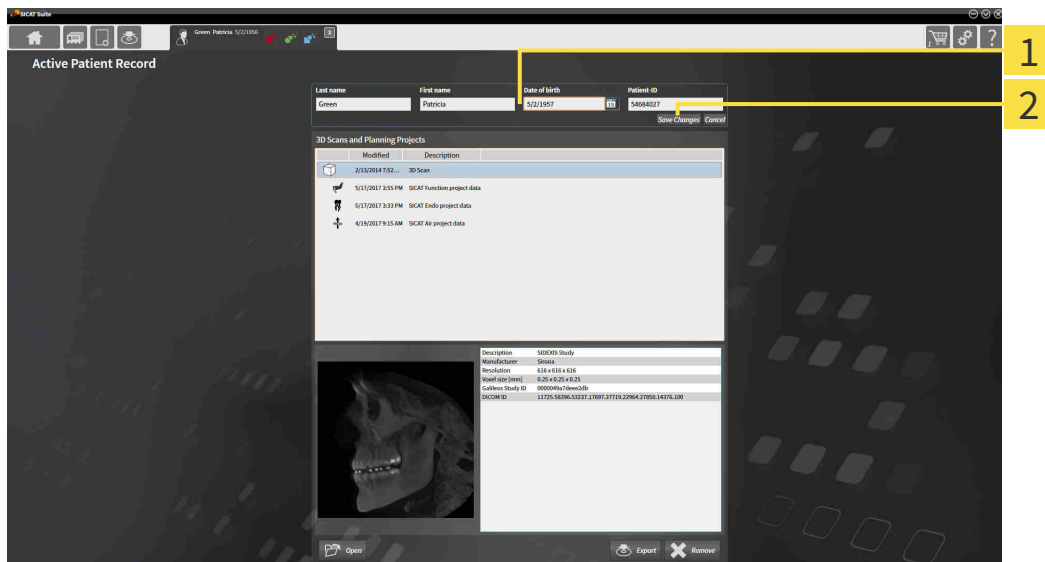 SICAT Suite
Green Patricia 5/2/1956
X
?
Active Patient Record
1
Last name First name Date of birth Patient-ID
Green Patricia 5/2/1957 15 54684027
Save Changes Cancel
2
3D Scans and Planning Projects
Modified Description
2/13/2014 7:52... 3D Scan
5/17/2017 3:55 PM SICAT Function project data
5/17/2017 3:33 PM SICAT Endo project data
4/19/2017 9:15 AM SICAT Air project data
Description SIDEXIS Study
Manufacturer Sirona
Resolution 616 x 616 x 616
Voxel size (mm) 0.25 x 0.25 x 0.25
Galileos Study ID 0000049a7deee2db
DICOM ID 11725.58396.53237.17697.37719.22964.27850.14376.100
Open Export Remove